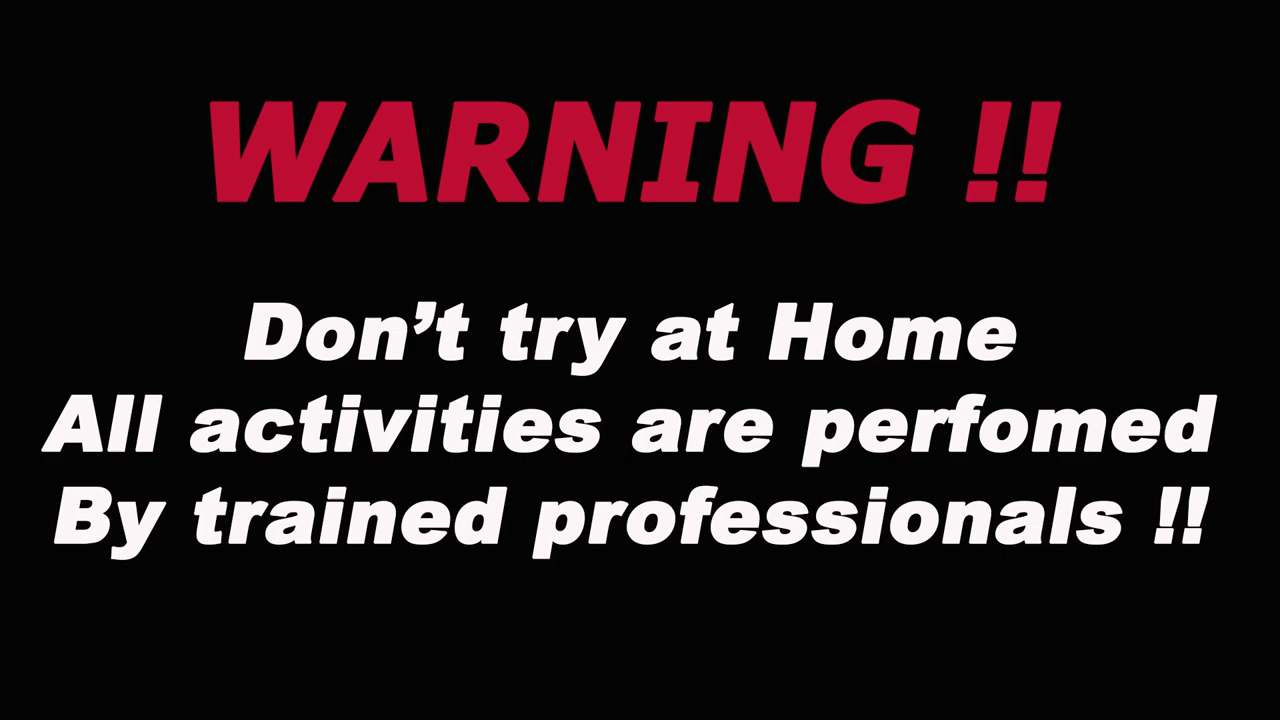 WARNING !!
Don’t try at Home
All activities are perfomed
By trained professionals !!